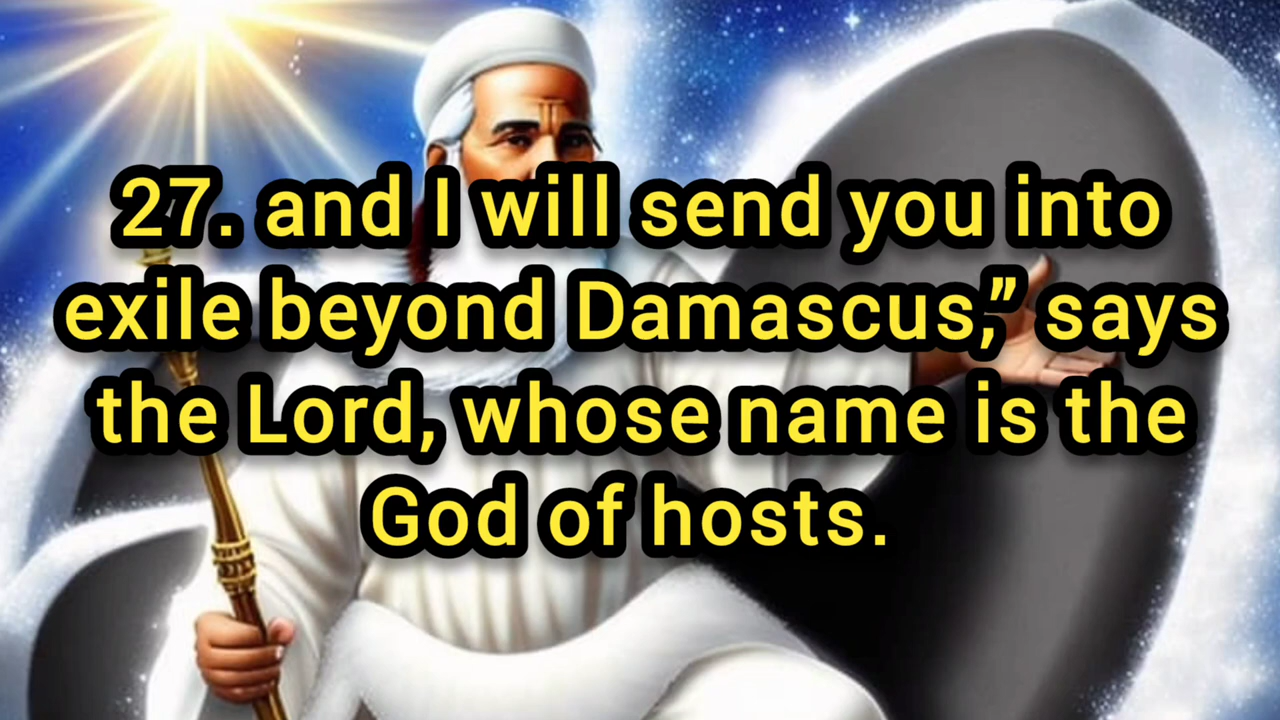 27. and I will send you into
exile beyond Damascus,” says
the Lord, whose name is the
God of hosts.